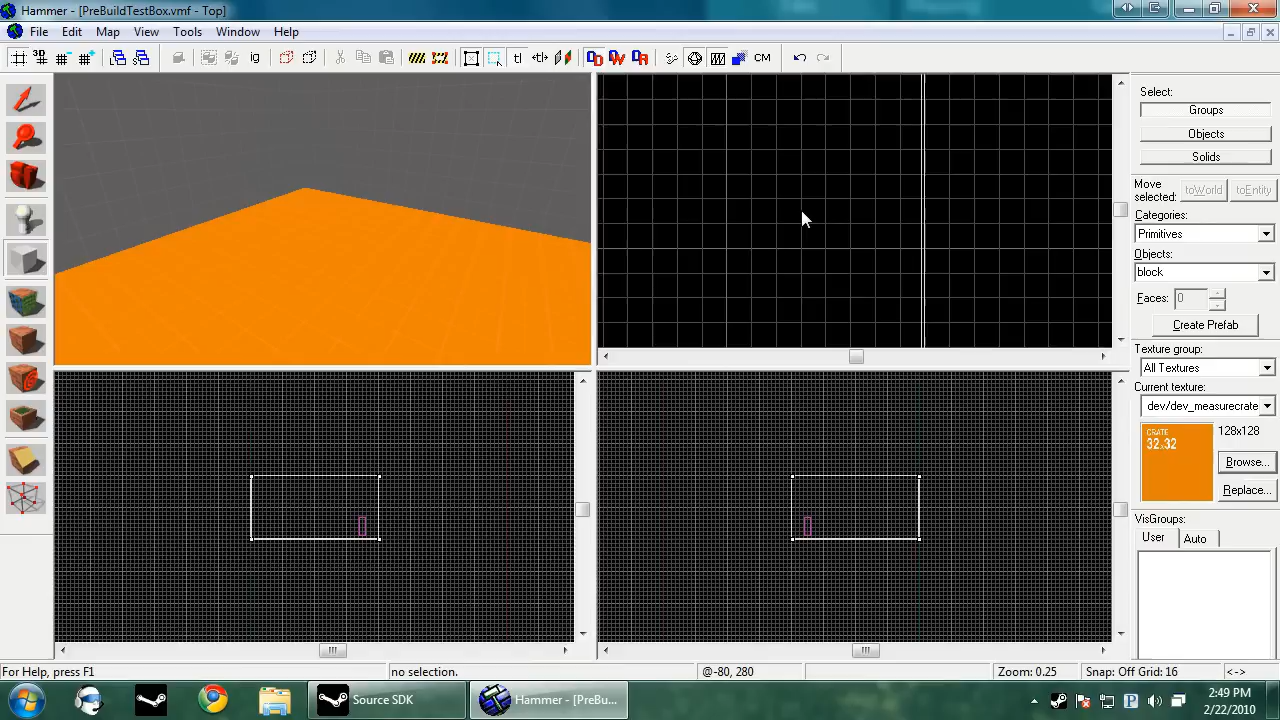 Hammer - [PreBuildTestBox.vmf - Top]
File Edit Map View Tools Window Help
3D
ig
tl
CM
Select:
Groups
Objects
Solids
Move
selected:
toWorld
toEntity
Categories:
Primitives
Objects:
block
Faces:
0
Create Prefab
Texture group:
All Textures
Current texture:
dev/dev_measurecrate
CRATE
32.32
128x128
Browse...
Replace...
VisGroups:
User
Auto
For Help, press F1
no selection.
@-80, 280
Zoom: 0.25
Snap: Off Grid: 16
<->
Source SDK
Hammer - [PreBu...
2:49 PM
2/22/2010